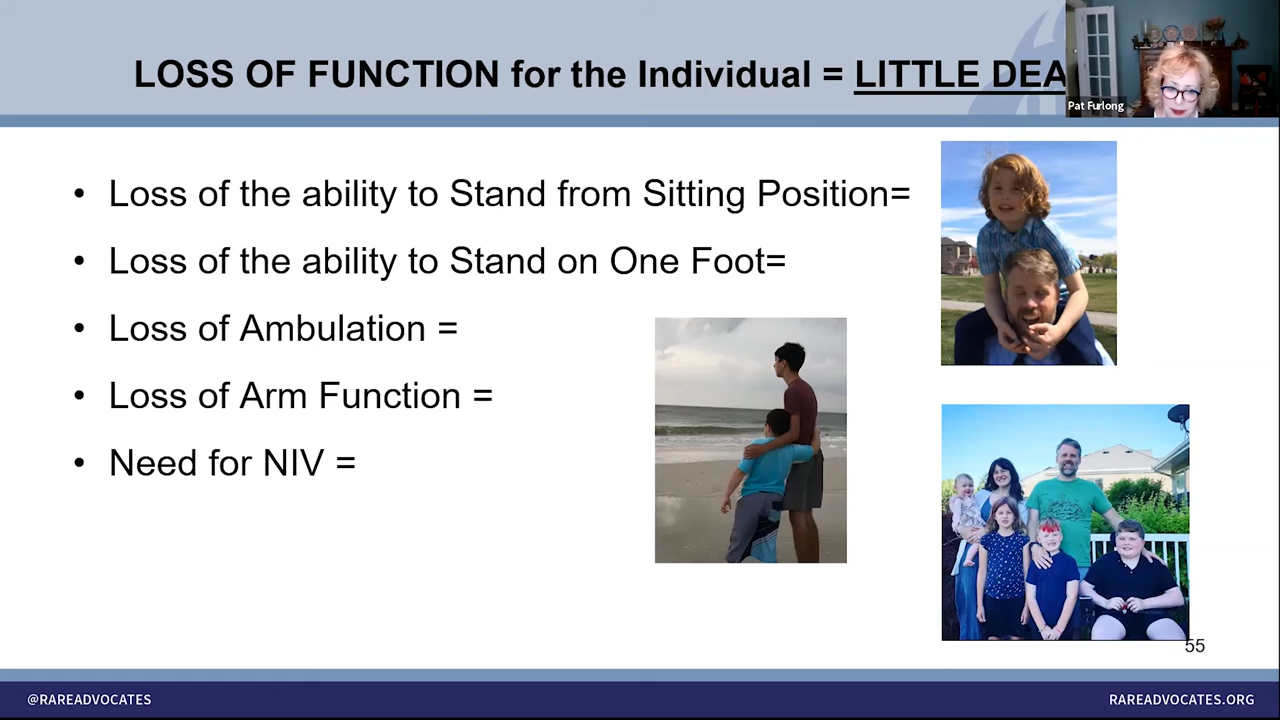 LOSS OF FUNCTION for the Individual = LITTLE DEA
Pat Furlong
• Loss of the ability to Stand from Sitting Position=
• Loss of the ability to Stand on One Foot=
• Loss of Ambulation =
• Loss of Arm Function =
• Need for NIV =
55
@RAREADVOCATES
RAREADVOCATES.ORG